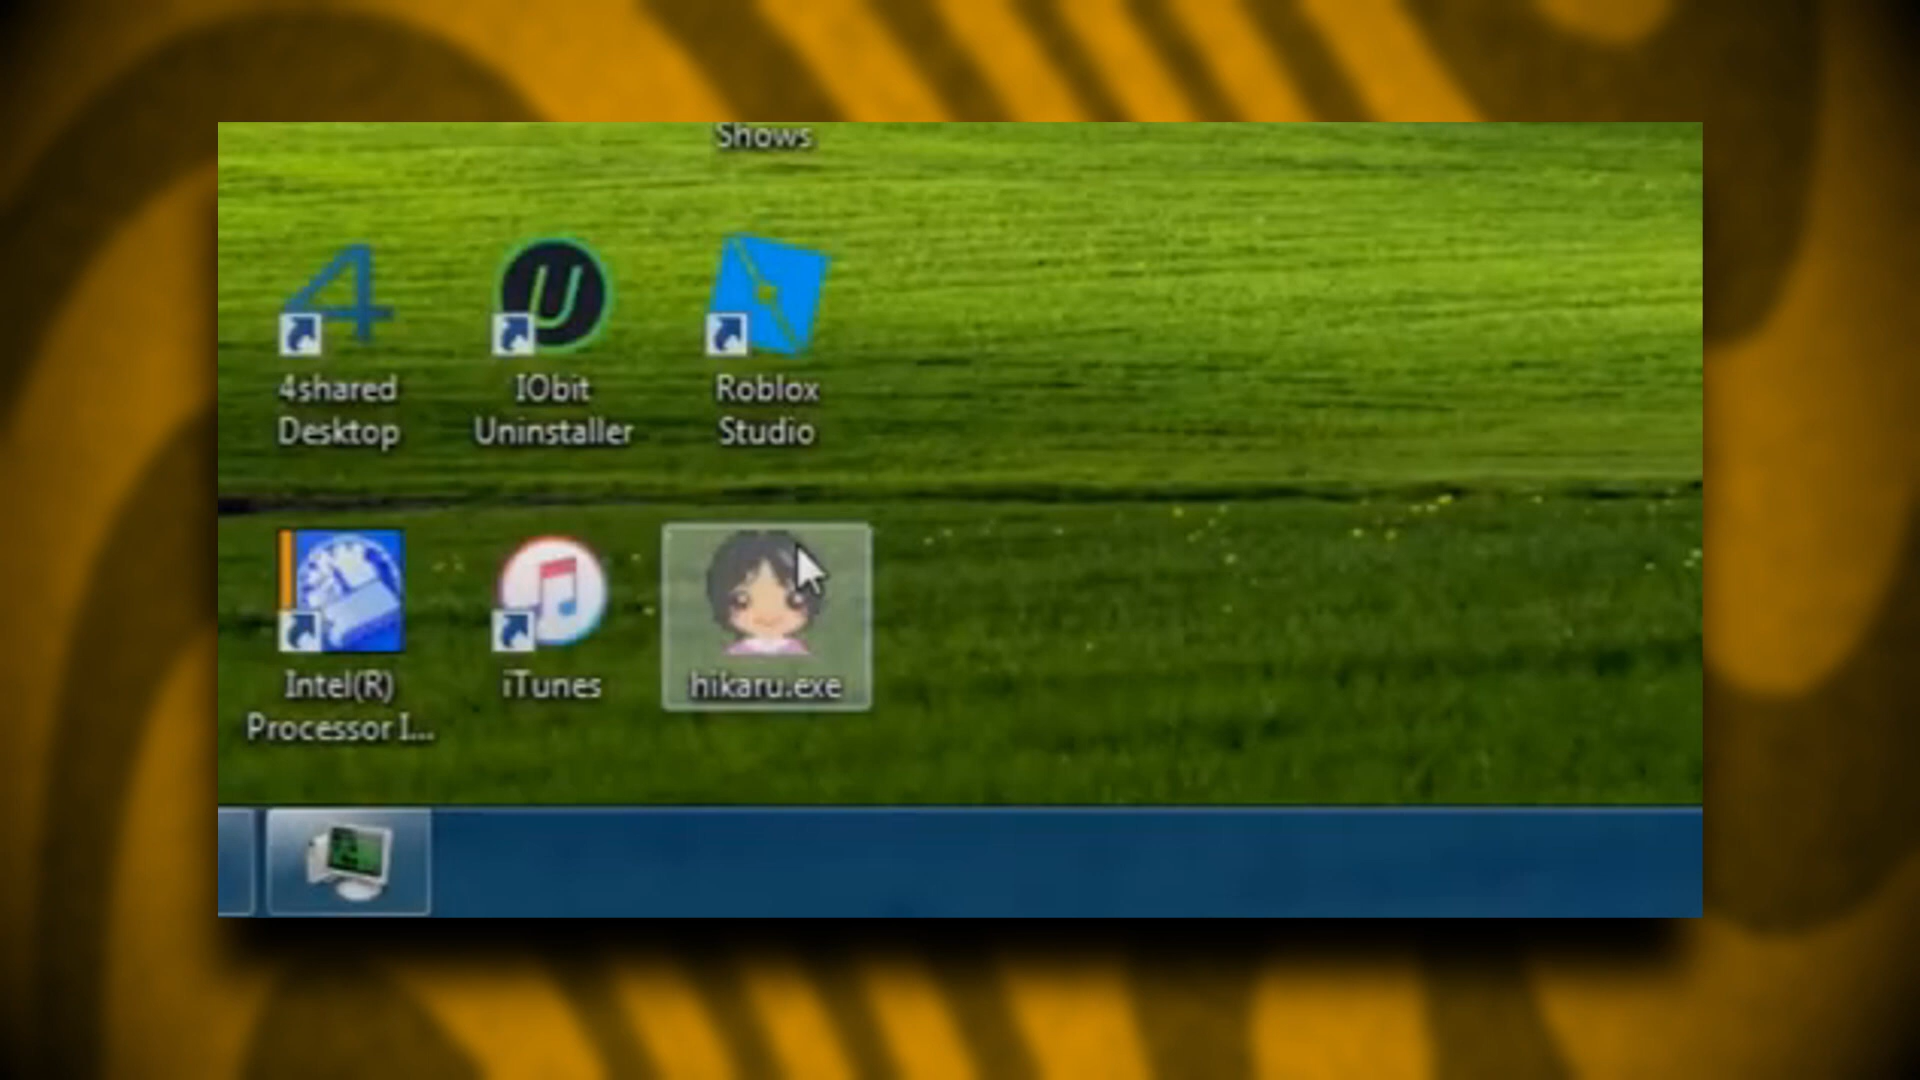 Shows
4shared
Desktop
IObit
Uninstaller
Roblox
Studio
Intel(R)
Processor I...
iTunes
hikaru.exe